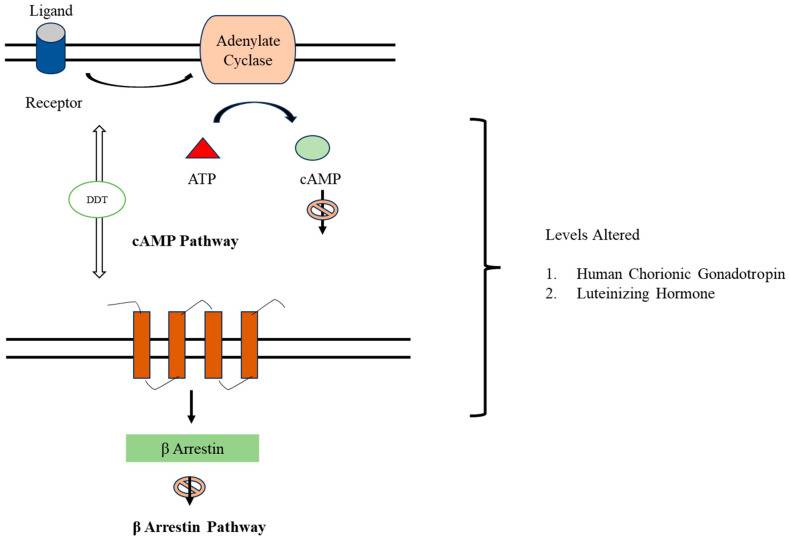 Ligand
Adenylate
Cyclase
Receptor
ATP
cAMP
DDT
cAMP Pathway
Levels Altered
1. Human Chorionic Gonadotropin
2. Luteinizing Hormone
β Arrestin
β Arrestin Pathway